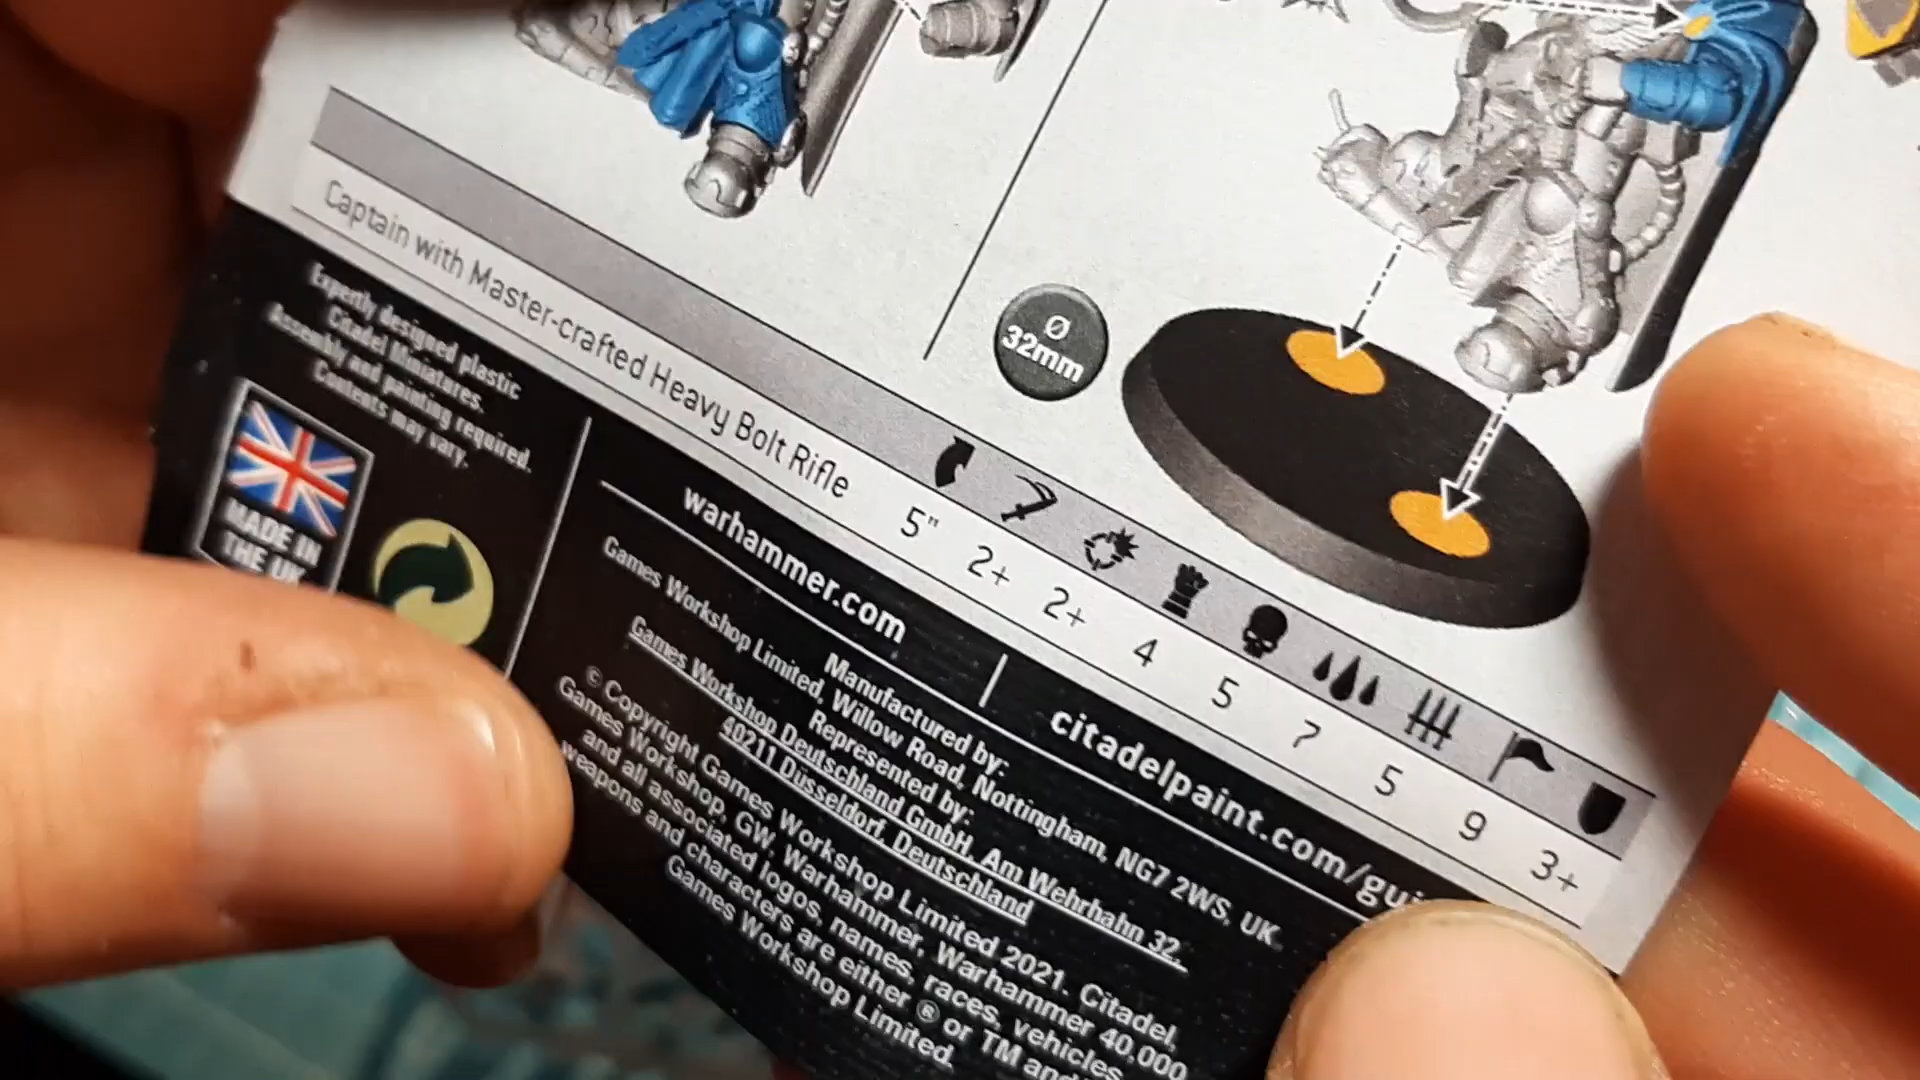 Ø
32mm
Captain with Master-crafted Heavy Bolt Rifle 5" 2+ 2+ 4 5 7 5 9 3+
Expertly designed plastic
Citadel Miniatures.
Assembly and painting required.
Contents may vary.
MADE IN
THE UK
warhammer.com | citadelpaint.com/gui
Manufactured by:
Games Workshop Limited, Willow Road, Nottingham, NG7 2WS, UK.
Represented by:
Games Workshop Deutschland GmbH, Am Wehrhahn 32,
40211 Düsseldorf, Deutschland
© Copyright Games Workshop Limited 2021. Citadel,
Games Workshop, GW, Warhammer, Warhammer 40,000
and all associated logos, names, races, vehicles,
weapons and characters are either ® or TM and
Games Workshop Limited.